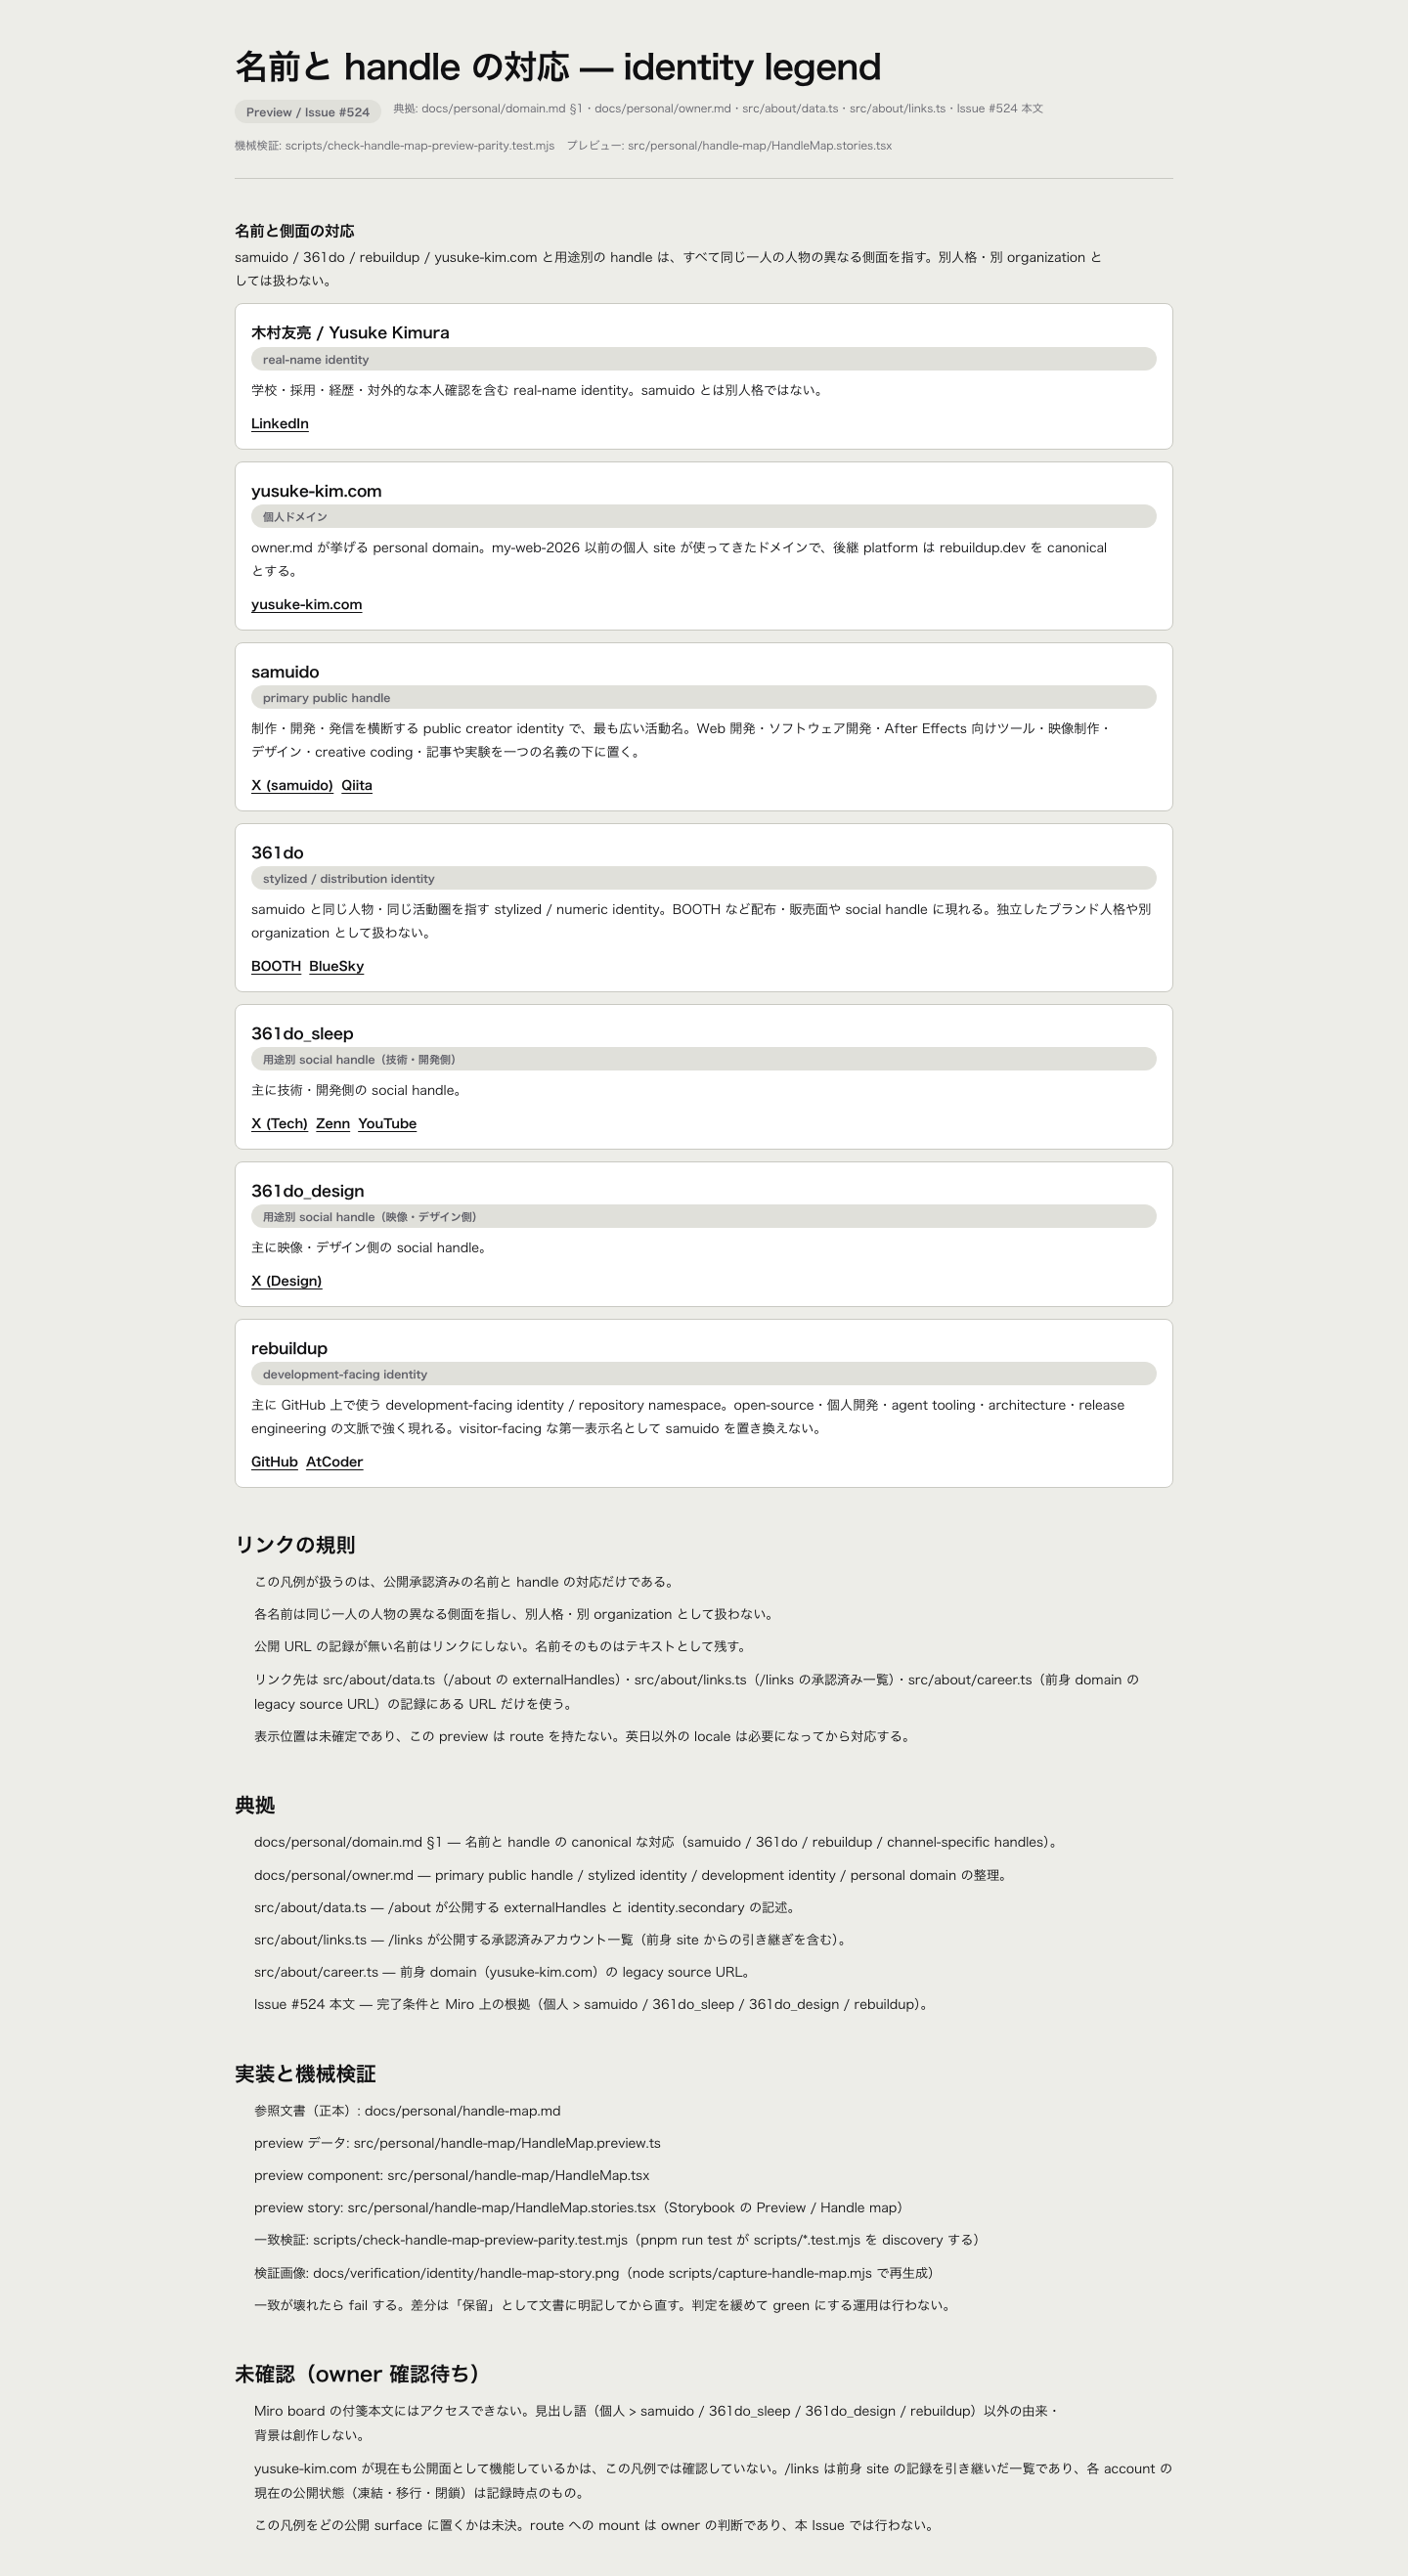 名前と handle の対応 — identity legend
Preview / Issue #524
典拠: docs/personal/domain.md §1・docs/personal/owner.md・src/about/data.ts・src/about/links.ts・Issue #524 本文
機械検証: scripts/check-handle-map-preview-parity.test.mjs プレビュー: src/personal/handle-map/HandleMap.stories.tsx
名前と側面の対応
samuido / 361do / rebuildup / yusuke-kim.com と用途別の handle は、すべて同じ一人の人物の異なる側面を指す。別人格・別 organization と
しては扱わない。
木村友亮 / Yusuke Kimura
real-name identity
学校・採用・経歴・対外的な本人確認を含む real-name identity。samuido とは別人格ではない。
LinkedIn
yusuke-kim.com
個人ドメイン
owner.md が挙げる personal domain。my-web-2026 以前の個人 site が使ってきたドメインで、後継 platform は rebuildup.dev を canonical
とする。
yusuke-kim.com
samuido
primary public handle
制作・開発・発信を横断する public creator identity で、最も広い活動名。Web 開発・ソフトウェア開発・After Effects 向けツール・映像制作・
デザイン・creative coding・記事や実験を一つの名義の下に置く。
X (samuido) Qiita
361do
stylized / distribution identity
samuido と同じ人物・同じ活動圏を指す stylized / numeric identity。BOOTH など配布・販売面や social handle に現れる。独立したブランド人格や別
organization として扱わない。
BOOTH BlueSky
361do_sleep
用途別 social handle（技術・開発側）
主に技術・開発側の social handle。
X (Tech) Zenn YouTube
361do_design
用途別 social handle（映像・デザイン側）
主に映像・デザイン側の social handle。
X (Design)
rebuildup
development-facing identity
主に GitHub 上で使う development-facing identity / repository namespace。open-source・個人開発・agent tooling・architecture・release
engineering の文脈で強く現れる。visitor-facing な第一表示名として samuido を置き換えない。
GitHub AtCoder
リンクの規則
この凡例が扱うのは、公開承認済みの名前と handle の対応だけである。
各名前は同じ一人の人物の異なる側面を指し、別人格・別 organization として扱わない。
公開 URL の記録が無い名前はリンクにしない。名前そのものはテキストとして残す。
リンク先は src/about/data.ts（/about の externalHandles）・src/about/links.ts（/links の承認済み一覧）・src/about/career.ts（前身 domain の
legacy source URL）の記録にある URL だけを使う。
表示位置は未確定であり、この preview は route を持たない。英日以外の locale は必要になってから対応する。
典拠
docs/personal/domain.md §1 — 名前と handle の canonical な対応（samuido / 361do / rebuildup / channel-specific handles）。
docs/personal/owner.md — primary public handle / stylized identity / development identity / personal domain の整理。
src/about/data.ts — /about が公開する externalHandles と identity.secondary の記述。
src/about/links.ts — /links が公開する承認済みアカウント一覧（前身 site からの引き継ぎを含む）。
src/about/career.ts — 前身 domain（yusuke-kim.com）の legacy source URL。
Issue #524 本文 — 完了条件と Miro 上の根拠（個人 > samuido / 361do_sleep / 361do_design / rebuildup）。
実装と機械検証
参照文書（正本）: docs/personal/handle-map.md
preview データ: src/personal/handle-map/HandleMap.preview.ts
preview component: src/personal/handle-map/HandleMap.tsx
preview story: src/personal/handle-map/HandleMap.stories.tsx（Storybook の Preview / Handle map）
一致検証: scripts/check-handle-map-preview-parity.test.mjs（pnpm run test が scripts/*.test.mjs を discovery する）
検証画像: docs/verification/identity/handle-map-story.png（node scripts/capture-handle-map.mjs で再生成）
一致が壊れたら fail する。差分は「保留」として文書に明記してから直す。判定を緩めて green にする運用は行わない。
未確認（owner 確認待ち）
Miro board の付箋本文にはアクセスできない。見出し語（個人 > samuido / 361do_sleep / 361do_design / rebuildup）以外の由来・
背景は創作しない。
yusuke-kim.com が現在も公開面として機能しているかは、この凡例では確認していない。/links は前身 site の記録を引き継いだ一覧であり、各 account の
現在の公開状態（凍結・移行・閉鎖）は記録時点のもの。
この凡例をどの公開 surface に置くかは未決。route への mount は owner の判断であり、本 Issue では行わない。